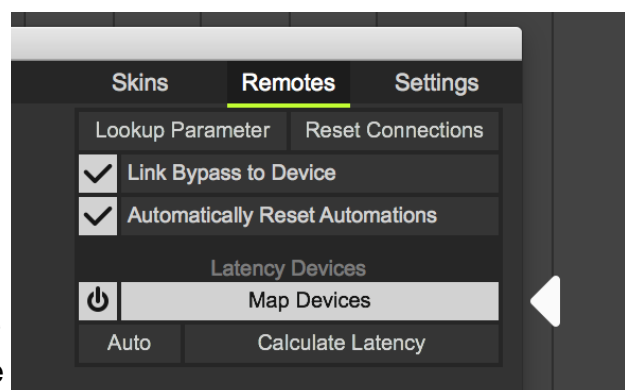 Skins Remotes Settings
Lookup Parameter Reset Connections
Link Bypass to Device
Automatically Reset Automations
Latency Devices
Map Devices
Auto Calculate Latency
e